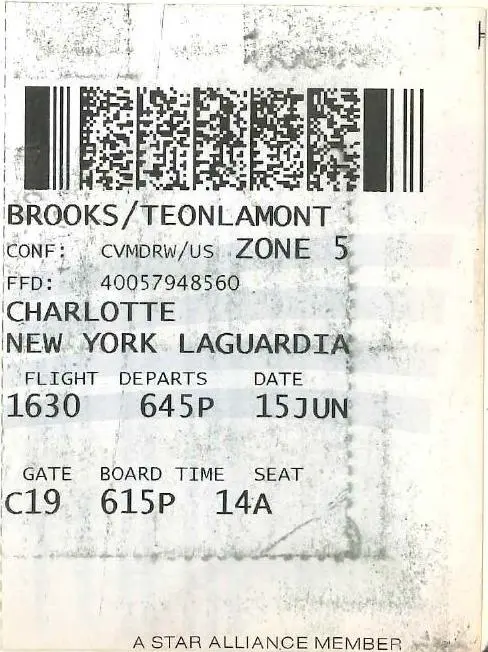 BROOKS/TEONLAMONT
CONF: CVMDRW/US ZONE 5
FFD: 40057948560
CHARLOTTE
NEW YORK LAGUARDIA
FLIGHT DEPARTS DATE
1630 645P 15JUN
GATE BOARD TIME SEAT
C19 615P 14A
A STAR ALLIANCE MEMBER